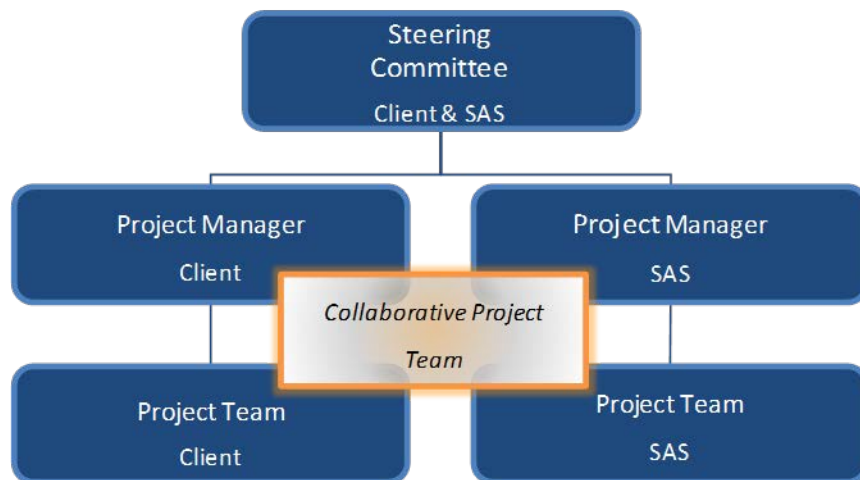 Steering
Committee
Client & SAS
Project Manager
Client
Project Manager
SAS
Collaborative Project
Team
Project Team
Client
Project Team
SAS